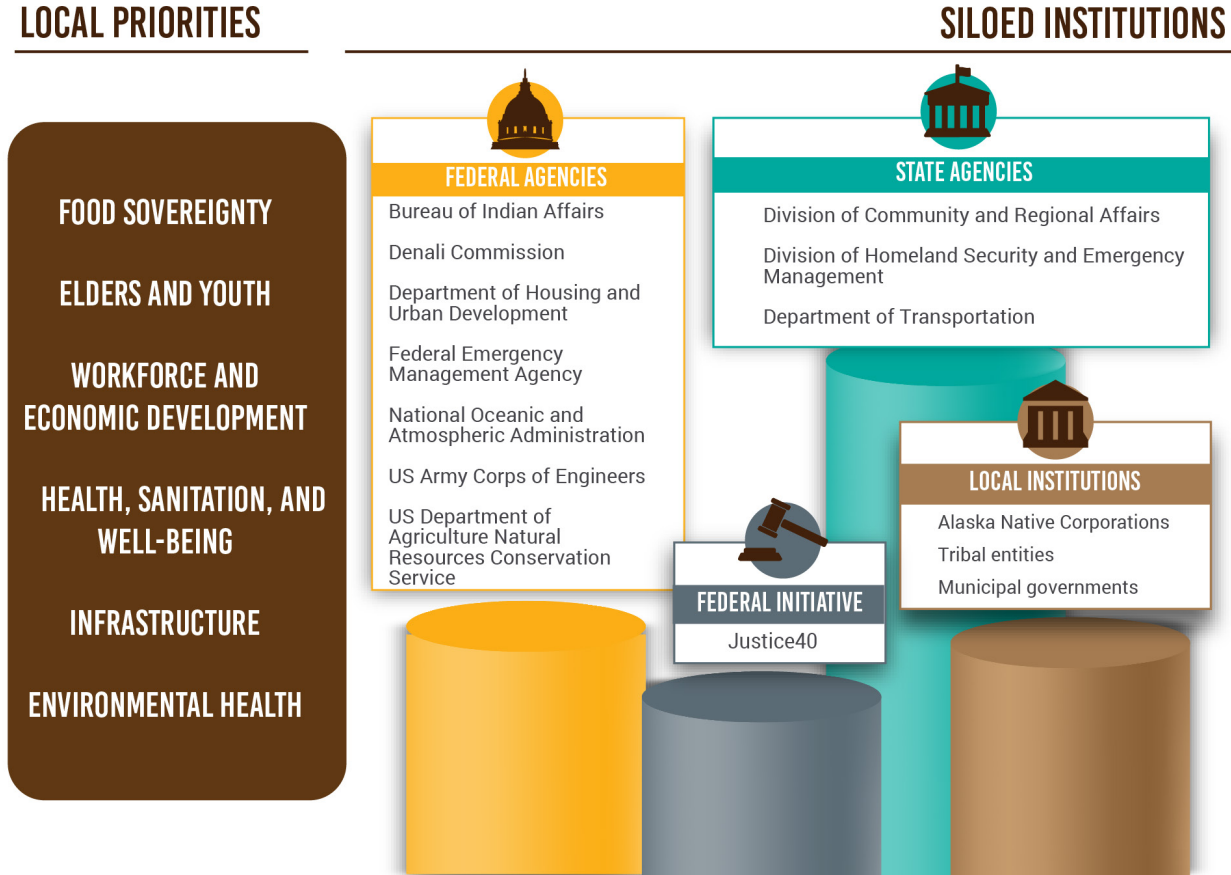 LOCAL PRIORITIES
SILOED INSTITUTIONS
FOOD SOVEREIGNTY
ELDERS AND YOUTH
WORKFORCE AND
ECONOMIC DEVELOPMENT
HEALTH, SANITATION, AND
WELL-BEING
INFRASTRUCTURE
ENVIRONMENTAL HEALTH
FEDERAL AGENCIES
Bureau of Indian Affairs
Denali Commission
Department of Housing and
Urban Development
Federal Emergency
Management Agency
National Oceanic and
Atmospheric Administration
US Army Corps of Engineers
US Department of
Agriculture Natural
Resources Conservation
Service
STATE AGENCIES
Division of Community and Regional Affairs
Division of Homeland Security and Emergency
Management
Department of Transportation
FEDERAL INITIATIVE
Justice40
LOCAL INSTITUTIONS
Alaska Native Corporations
Tribal entities
Municipal governments